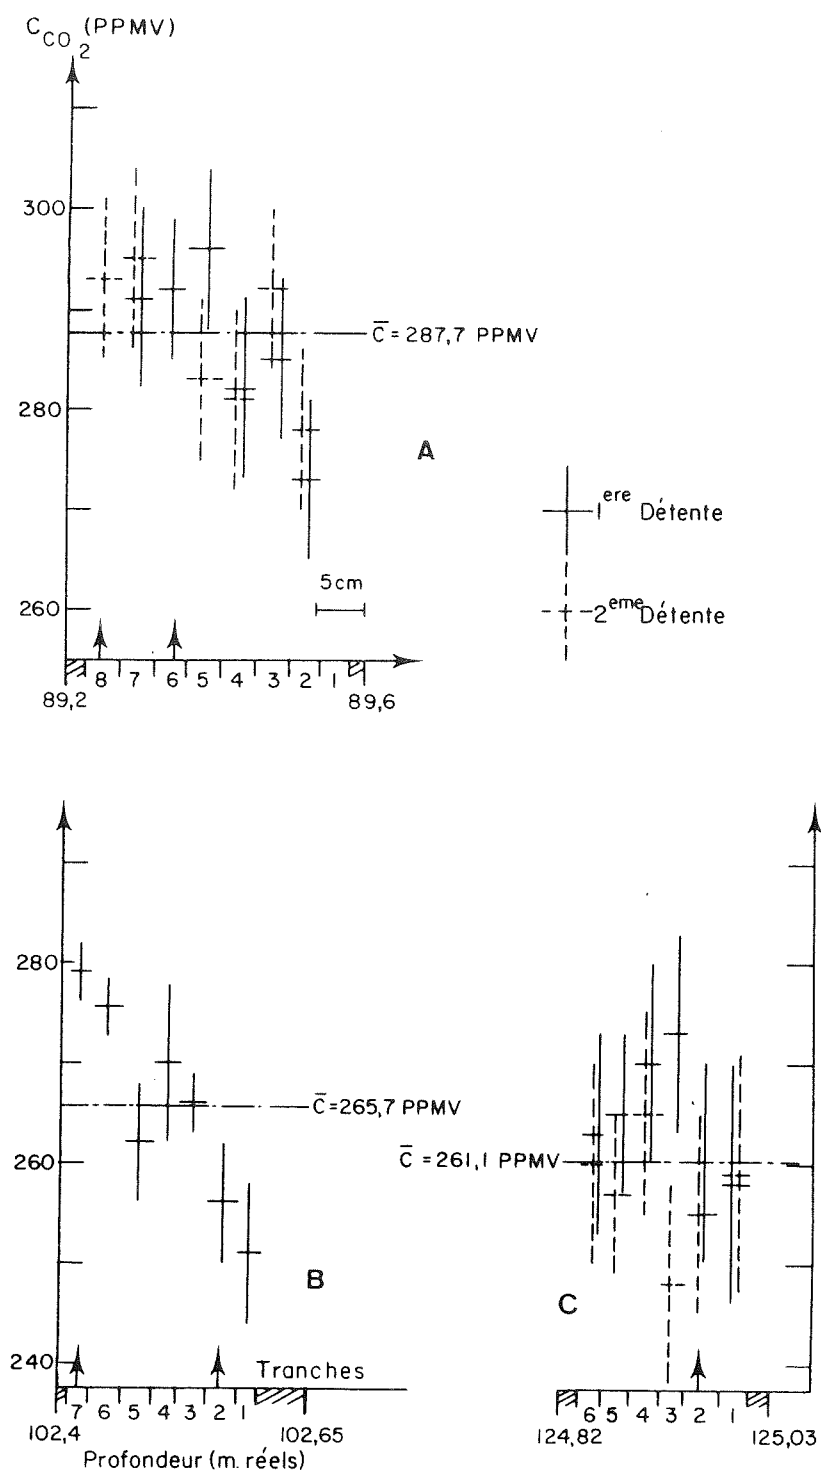 C CO2 (PPMV)
300
C̄ = 287,7 PPMV
280
A
1ere Détente
5cm
260
2eme Détente
8 7 6 5 4 3 2 1
89,2 89,6
280
C̄=265,7 PPMV
260
C̄ = 261,1 PPMV
B
C
240
Tranches
7 6 5 4 3 2 1
6 5 4 3 2 1
102,4 102,65
124,82 125,03
Profondeur (m. réels)